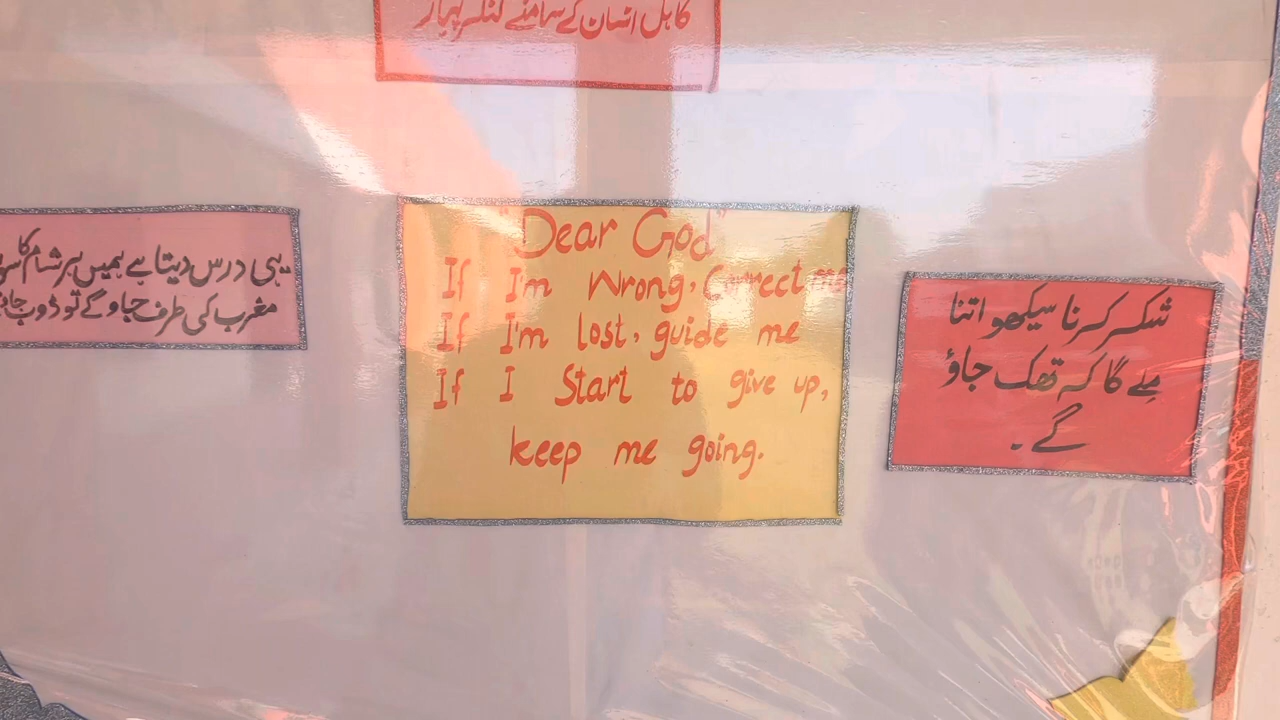 کاہل انسان کے سامنے
"Dear God"
If I'm Wrong, Correct me
If I'm lost, guide me
If I Start to give up,
keep me going.
شکر کرنا سیکھو اتنا
ملے گا کہ تھک جاؤ
گے ۔
یہی درس دیتا ہے ہمیں ہر شام کا
مغرب کی طرف جاو گے تو ڈوب